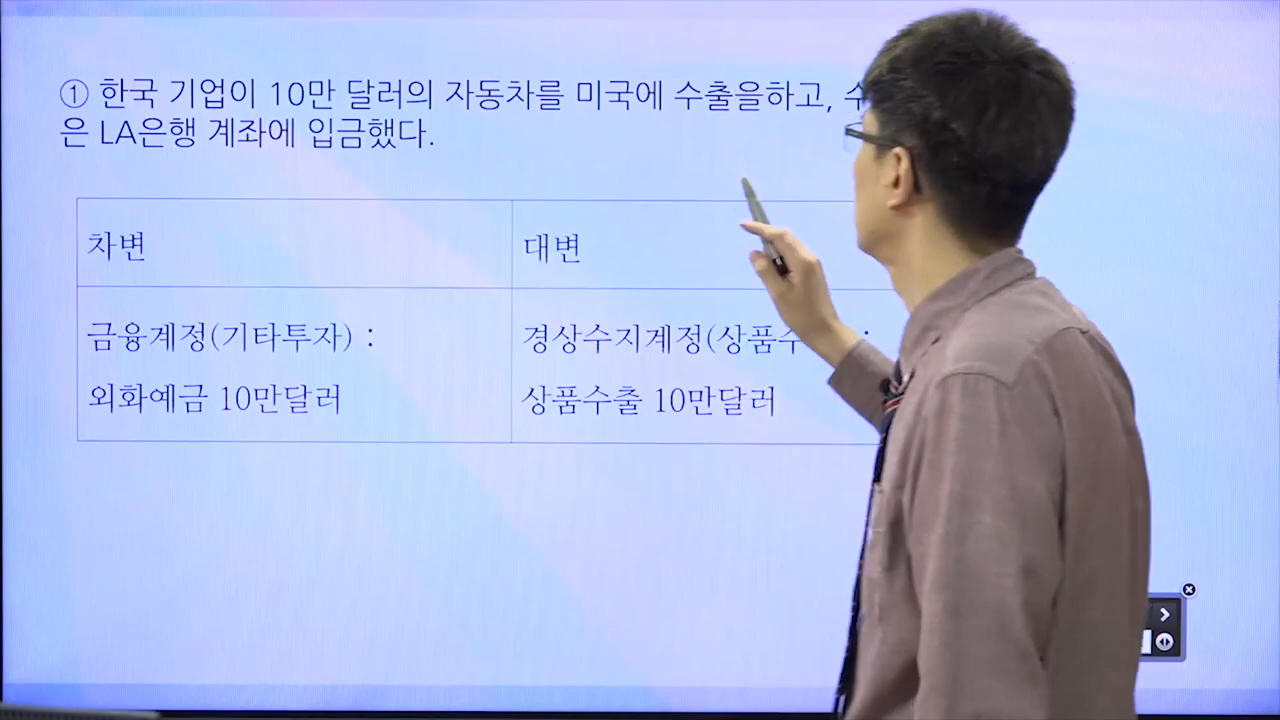 ① 한국 기업이 10만 달러의 자동차를 미국에 수출을하고,
은 LA은행 계좌에 입금했다.
차변
대변
금융계정(기타투자) :
경상수지계정(상품수 :
외화예금 10만달러
상품수출 10만달러